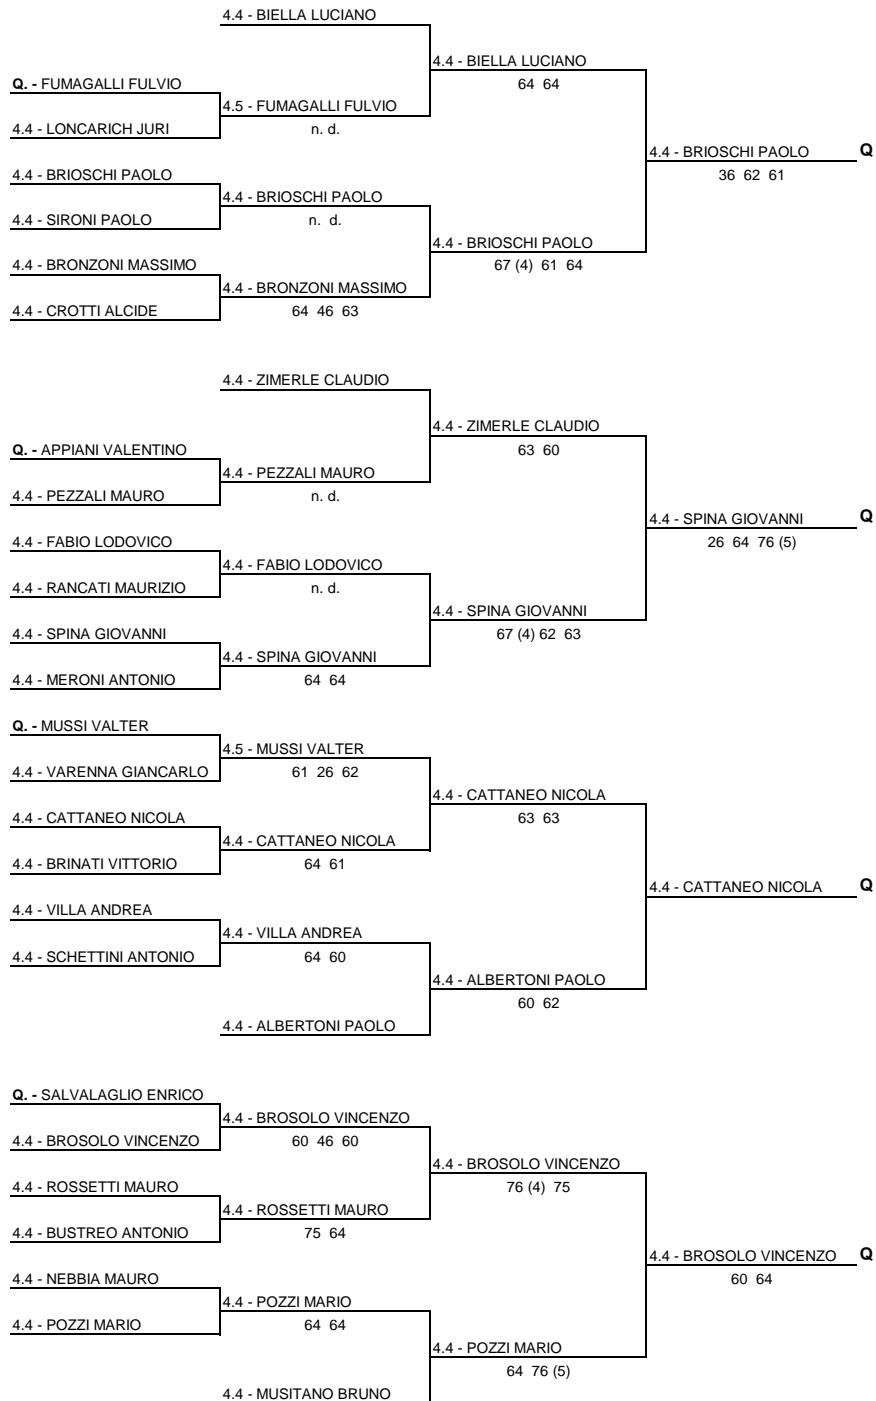 4.4 - BIELLA LUCIANO
4.4 - BIELLA LUCIANO
64 64
Q. - FUMAGALLI FULVIO
4.5 - FUMAGALLI FULVIO
n. d.
4.4 - LONCARICH JURI
4.4 - BRIOSCHI PAOLO Q
36 62 61
4.4 - BRIOSCHI PAOLO
4.4 - BRIOSCHI PAOLO
n. d.
4.4 - SIRONI PAOLO
4.4 - BRIOSCHI PAOLO
67 (4) 61 64
4.4 - BRONZONI MASSIMO
4.4 - BRONZONI MASSIMO
64 46 63
4.4 - CROTTI ALCIDE
4.4 - ZIMERLE CLAUDIO
4.4 - ZIMERLE CLAUDIO
63 60
Q. - APPIANI VALENTINO
4.4 - PEZZALI MAURO
n. d.
4.4 - PEZZALI MAURO
4.4 - SPINA GIOVANNI Q
26 64 76 (5)
4.4 - FABIO LODOVICO
4.4 - FABIO LODOVICO
n. d.
4.4 - RANCATI MAURIZIO
4.4 - SPINA GIOVANNI
67 (4) 62 63
4.4 - SPINA GIOVANNI
4.4 - SPINA GIOVANNI
64 64
4.4 - MERONI ANTONIO
Q. - MUSSI VALTER
4.5 - MUSSI VALTER
61 26 62
4.4 - VARENNA GIANCARLO
4.4 - CATTANEO NICOLA
63 63
4.4 - CATTANEO NICOLA
4.4 - CATTANEO NICOLA
64 61
4.4 - BRINATI VITTORIO
4.4 - CATTANEO NICOLA Q
4.4 - VILLA ANDREA
4.4 - VILLA ANDREA
64 60
4.4 - SCHETTINI ANTONIO
4.4 - ALBERTONI PAOLO
60 62
4.4 - ALBERTONI PAOLO
Q. - SALVALAGLIO ENRICO
4.4 - BROSOLO VINCENZO
60 46 60
4.4 - BROSOLO VINCENZO
4.4 - BROSOLO VINCENZO
76 (4) 75
4.4 - ROSSETTI MAURO
4.4 - ROSSETTI MAURO
75 64
4.4 - BUSTREO ANTONIO
4.4 - BROSOLO VINCENZO Q
60 64
4.4 - NEBBIA MAURO
4.4 - POZZI MARIO
64 64
4.4 - POZZI MARIO
4.4 - POZZI MARIO
64 76 (5)
4.4 - MUSITANO BRUNO